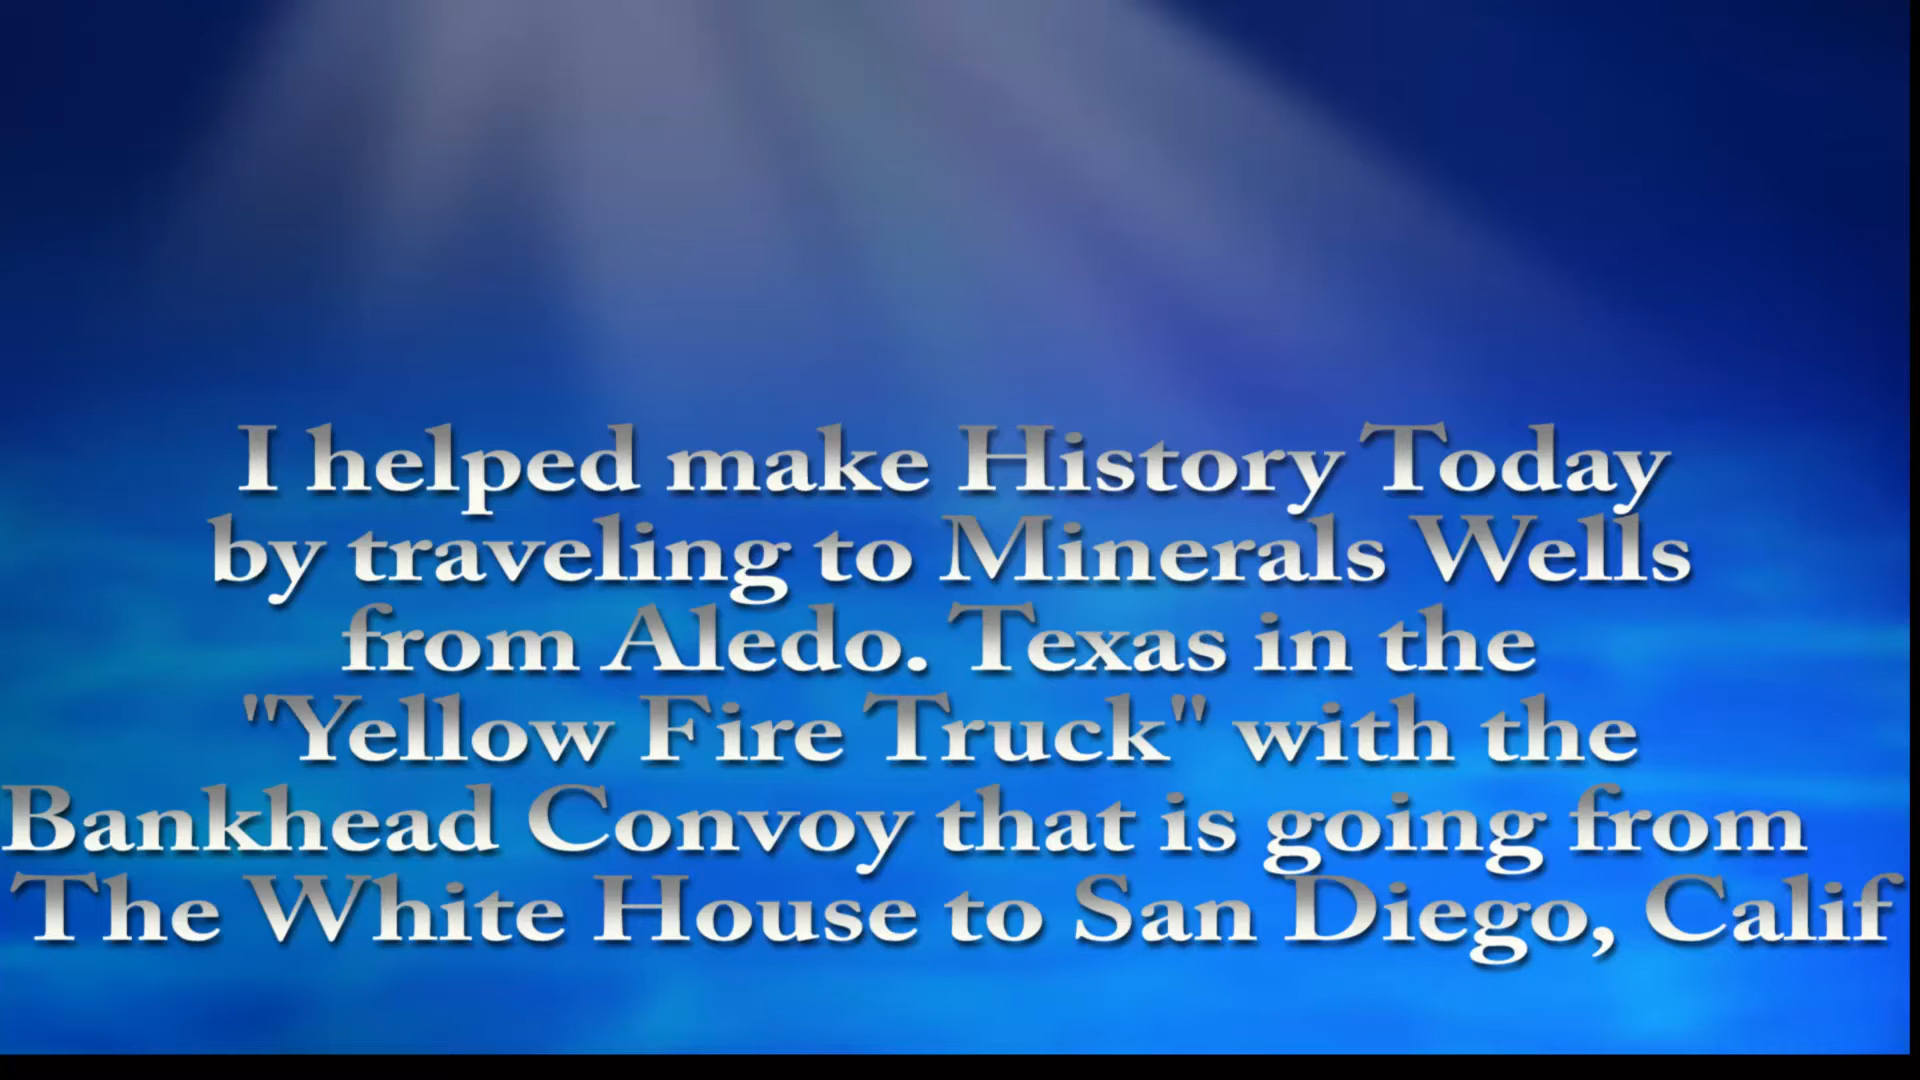 I helped make History Today
by traveling to Minerals Wells
from Aledo. Texas in the
"Yellow Fire Truck" with the
Bankhead Convoy that is going from
The White House to San Diego, Calif